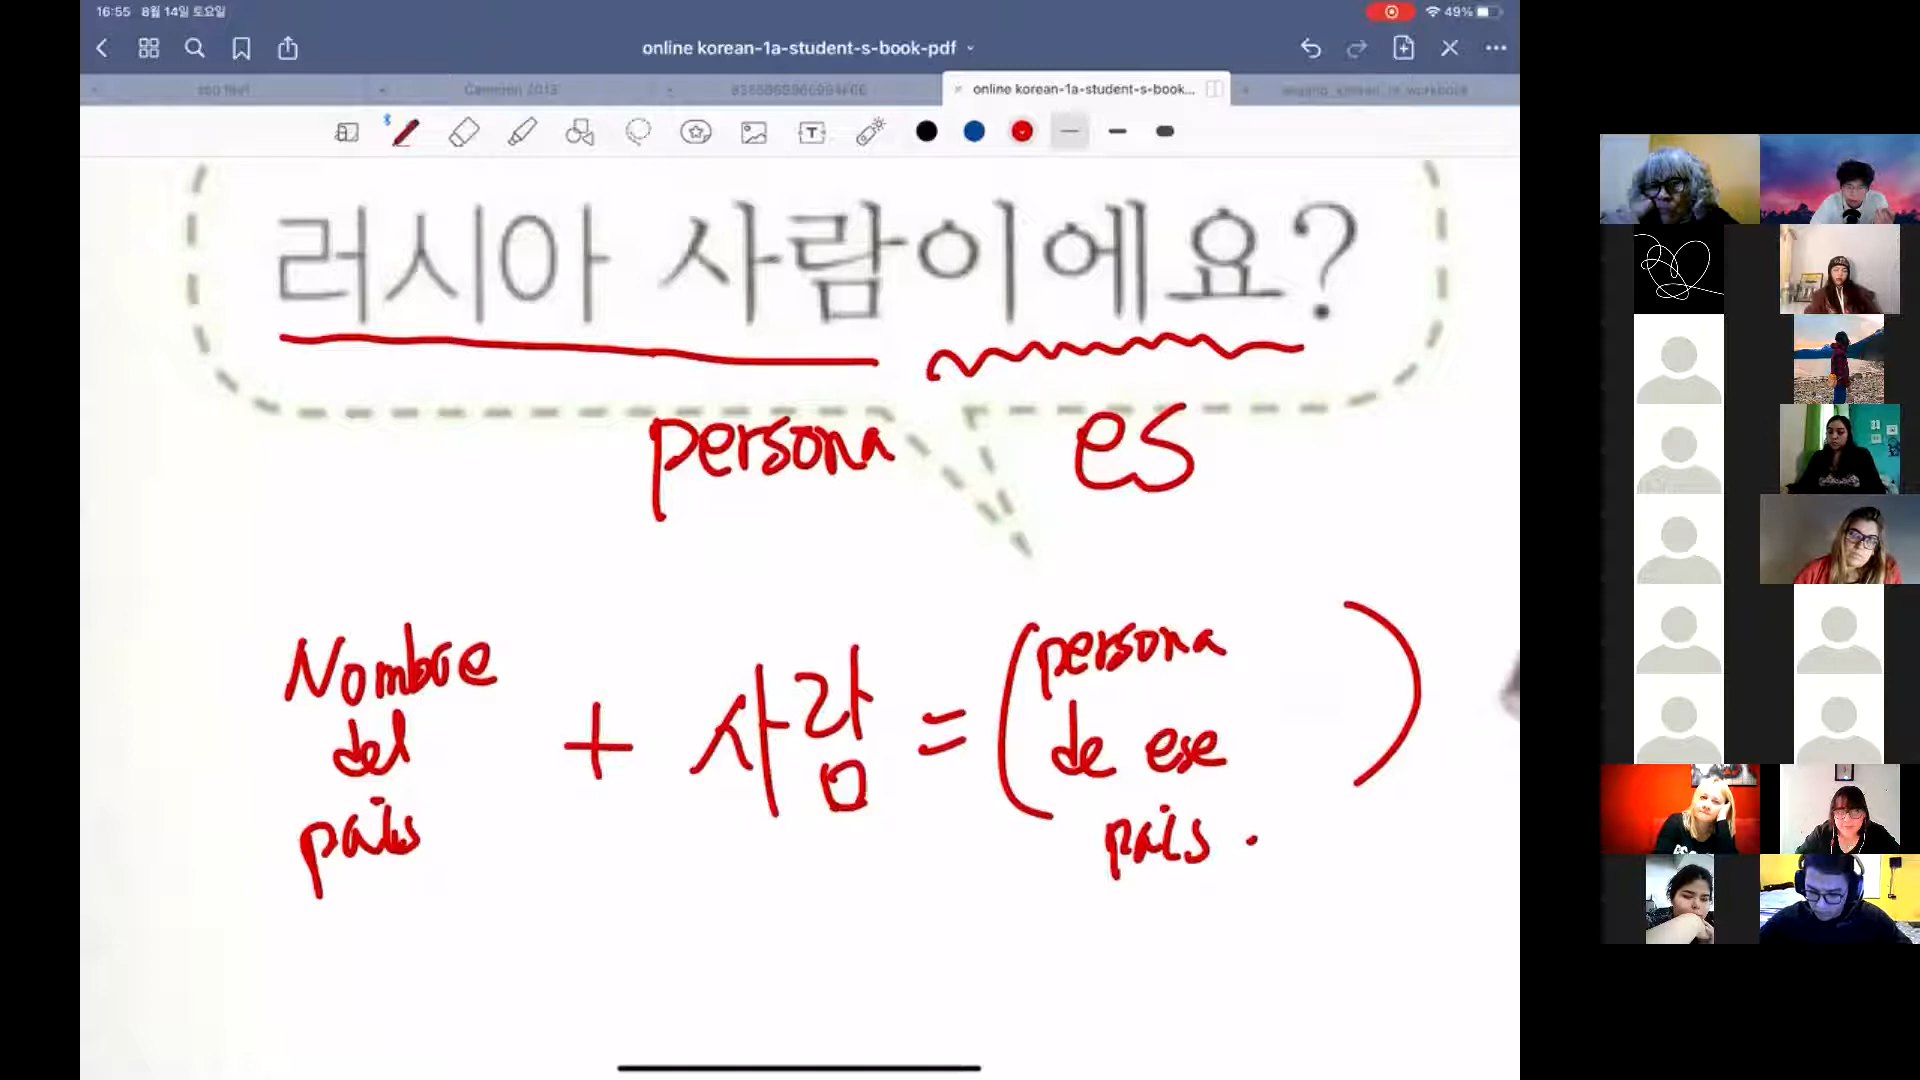 16:55 8월 14일 토요일
49%
online korean-1a-student-s-book-pdf
online korean-1a-student-s-book...
T
러시아 사람이에요?
persona es
Nombre
del
país
+ 사람 = (persona
de ese
país.)